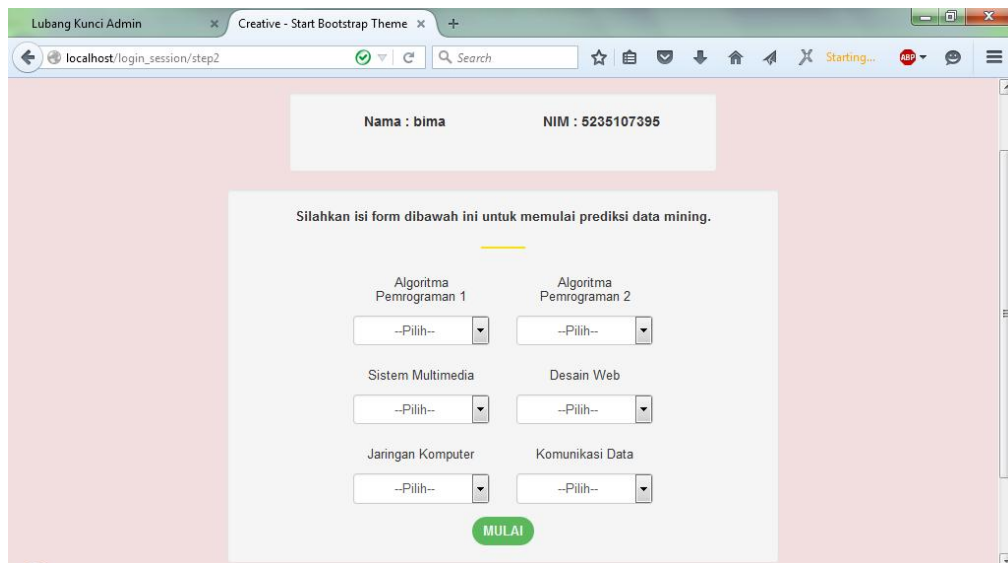 Lubang Kunci Admin × Creative - Start Bootstrap Theme × +
localhost/login_session/step2 Search Starting... ABP
Nama : bima NIM : 5235107395
Silahkan isi form dibawah ini untuk memulai prediksi data mining.
Algoritma Pemrograman 1
Algoritma Pemrograman 2
--Pilih-- --Pilih--
Sistem Multimedia Desain Web
--Pilih-- --Pilih--
Jaringan Komputer Komunikasi Data
--Pilih-- --Pilih--
MULAI